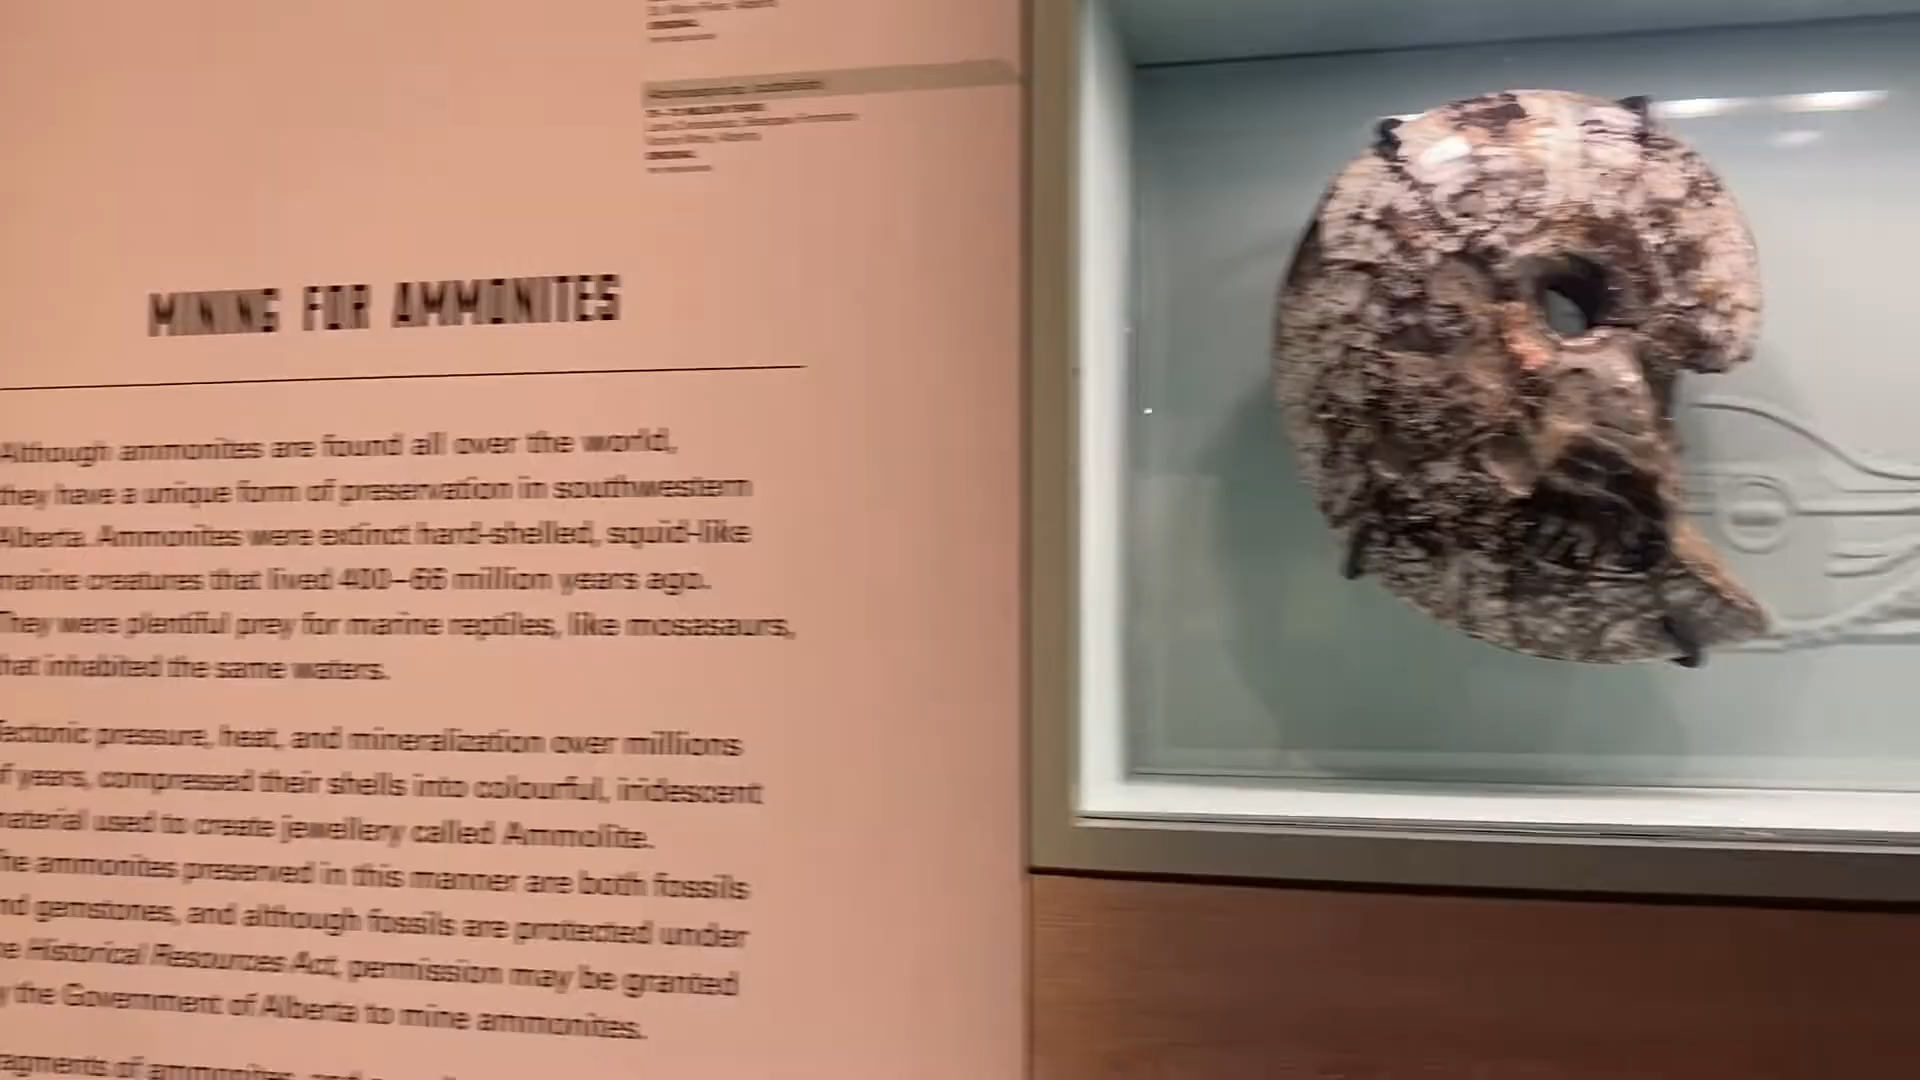 MINING FOR AMMONITES
Although ammonites are found all over the world,
they have a unique form of preservation in southwestern
Alberta. Ammonites were extinct hard-shelled, squid-like
marine creatures that lived 400–66 million years ago.
They were plentiful prey for marine reptiles, like mosasaurs,
that inhabited the same waters.
Tectonic pressure, heat, and mineralization over millions
of years, compressed their shells into colourful, iridescent
material used to create jewellery called Ammolite.
The ammonites preserved in this manner are both fossils
and gemstones, and although fossils are protected under
the Historical Resources Act, permission may be granted
by the Government of Alberta to mine ammonites.
Fragments of ammonites, and